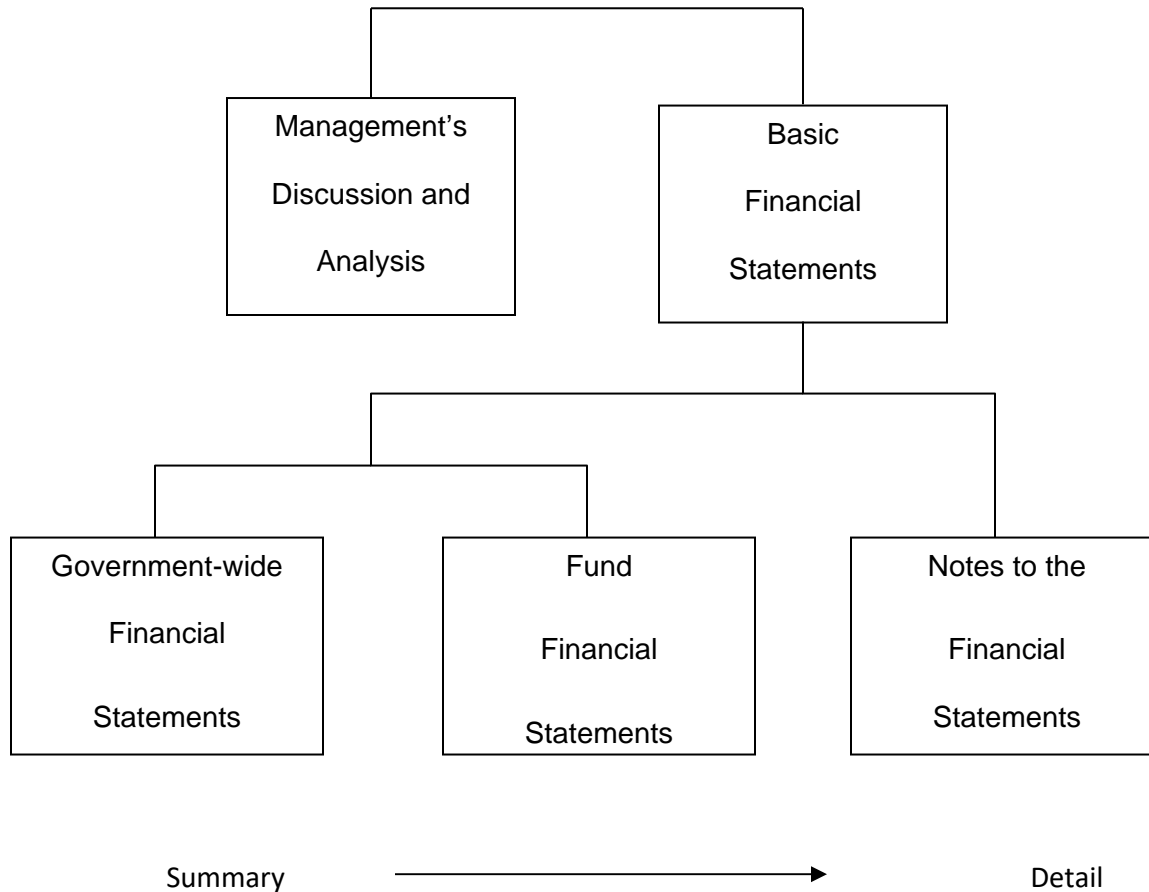 Management’s
Discussion and
Analysis
Basic
Financial
Statements
Government-wide
Financial
Statements
Fund
Financial
Statements
Notes to the
Financial
Statements
Summary
Detail